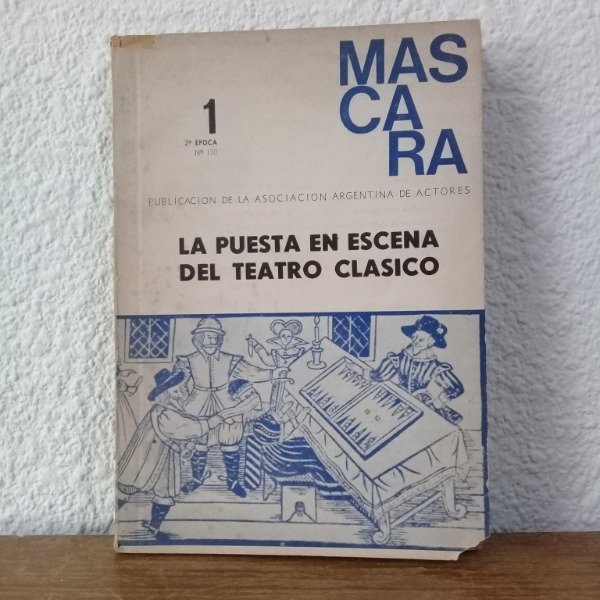 MAS
CA
RA
1
2ª EPOCA
Nº 130
PUBLICACION DE LA ASOCIACION ARGENTINA DE ACTORES
LA PUESTA EN ESCENA
DEL TEATRO CLASICO